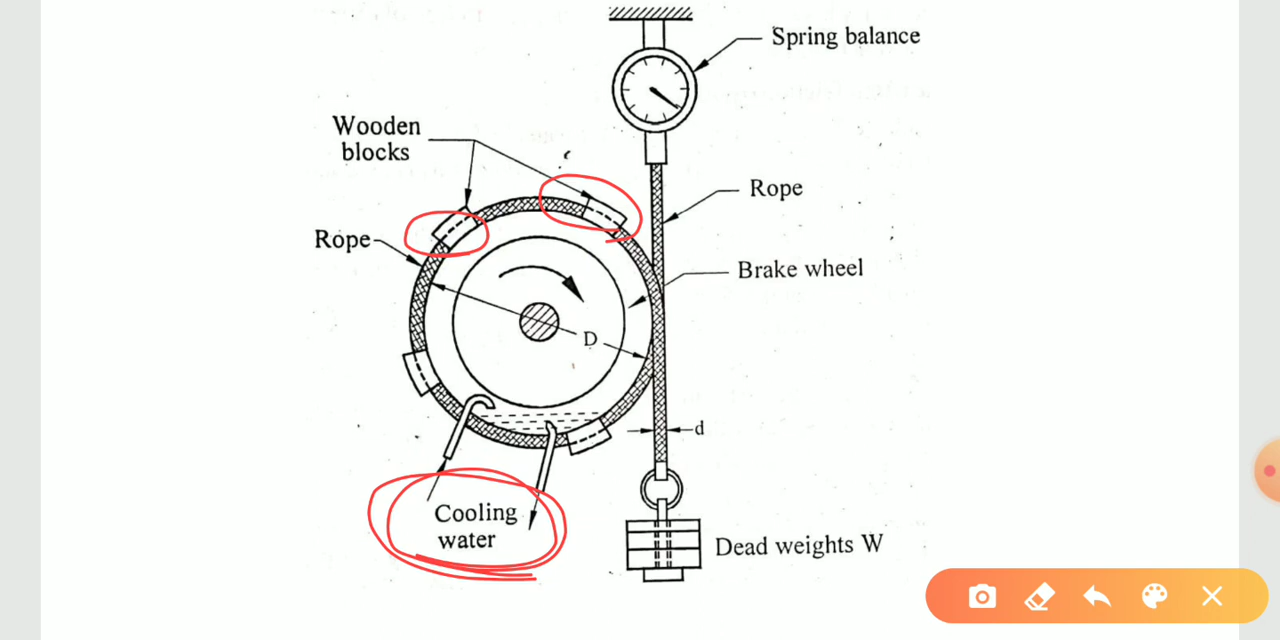 Spring balance
Wooden
blocks
Rope
Rope
Brake wheel
D
d
Cooling
water
Dead weights W